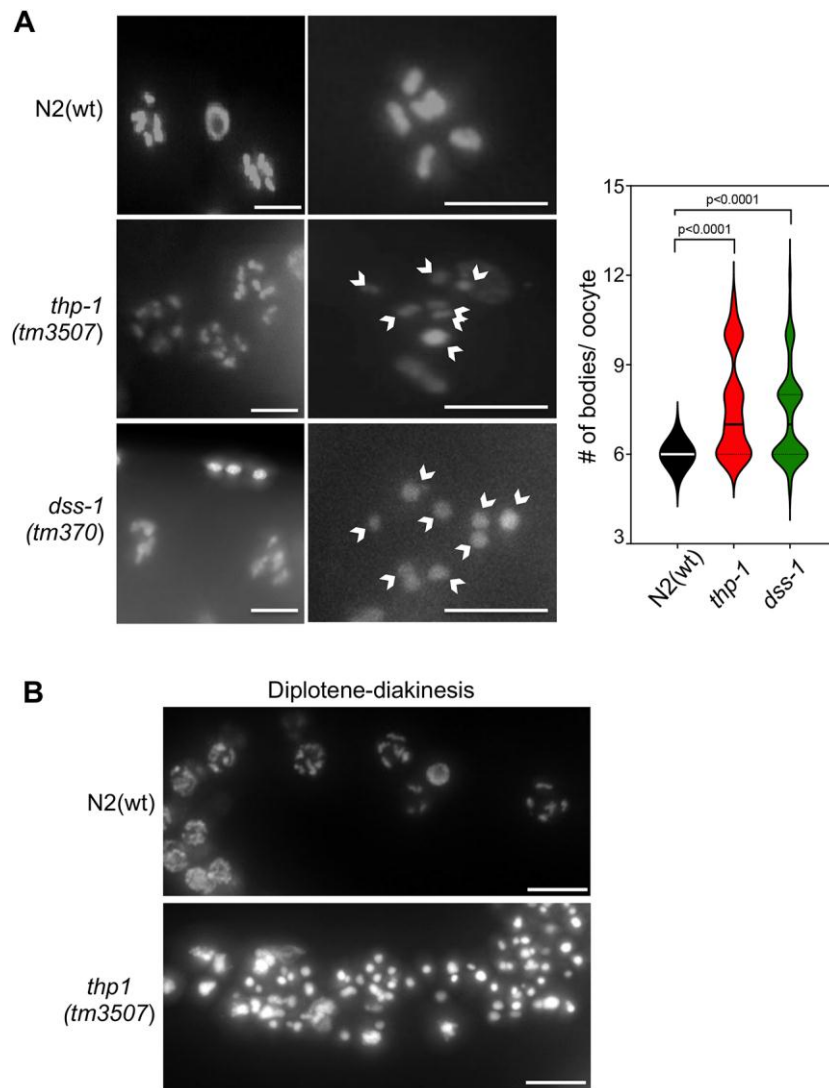 A
N2(wt)
thp-1
(tm3507)
dss-1
(tm370)
# of bodies/ oocyte
15
12
9
6
3
p<0.0001
p<0.0001
N2(wt)
thp-1
dss-1
B
Diplotene-diakinesis
N2(wt)
thp1
(tm3507)